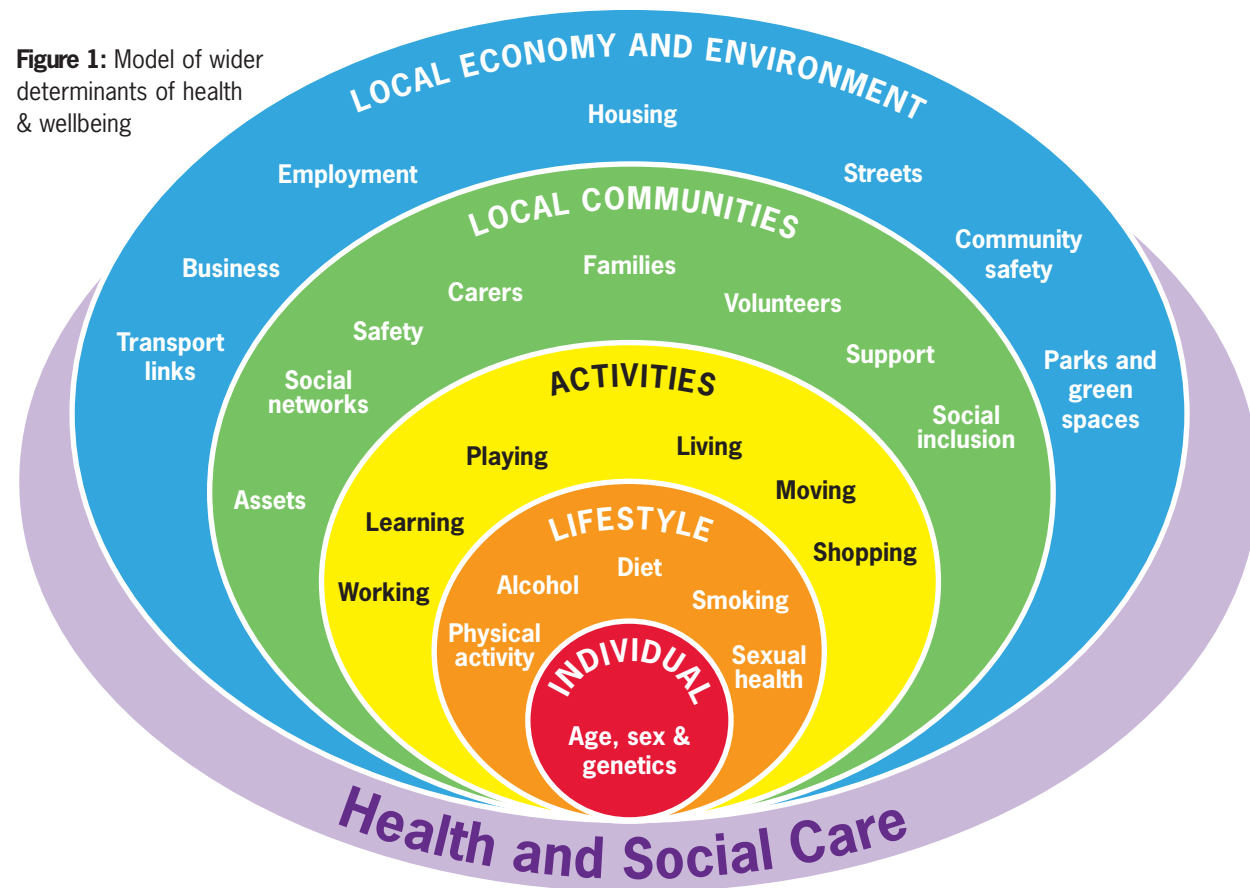 Figure 1: Model of wider
determinants of health
& wellbeing
LOCAL ECONOMY AND ENVIRONMENT
Housing
Employment
Streets
Business
Community
safety
Transport
links
Parks and
green
spaces
LOCAL COMMUNITIES
Families
Carers
Volunteers
Safety
Support
Social
networks
Social
inclusion
Assets
ACTIVITIES
Playing
Living
Learning
Moving
Working
Shopping
LIFESTYLE
Alcohol
Diet
Smoking
Physical
activity
Sexual
health
INDIVIDUAL
Age, sex &
genetics
Health and Social Care